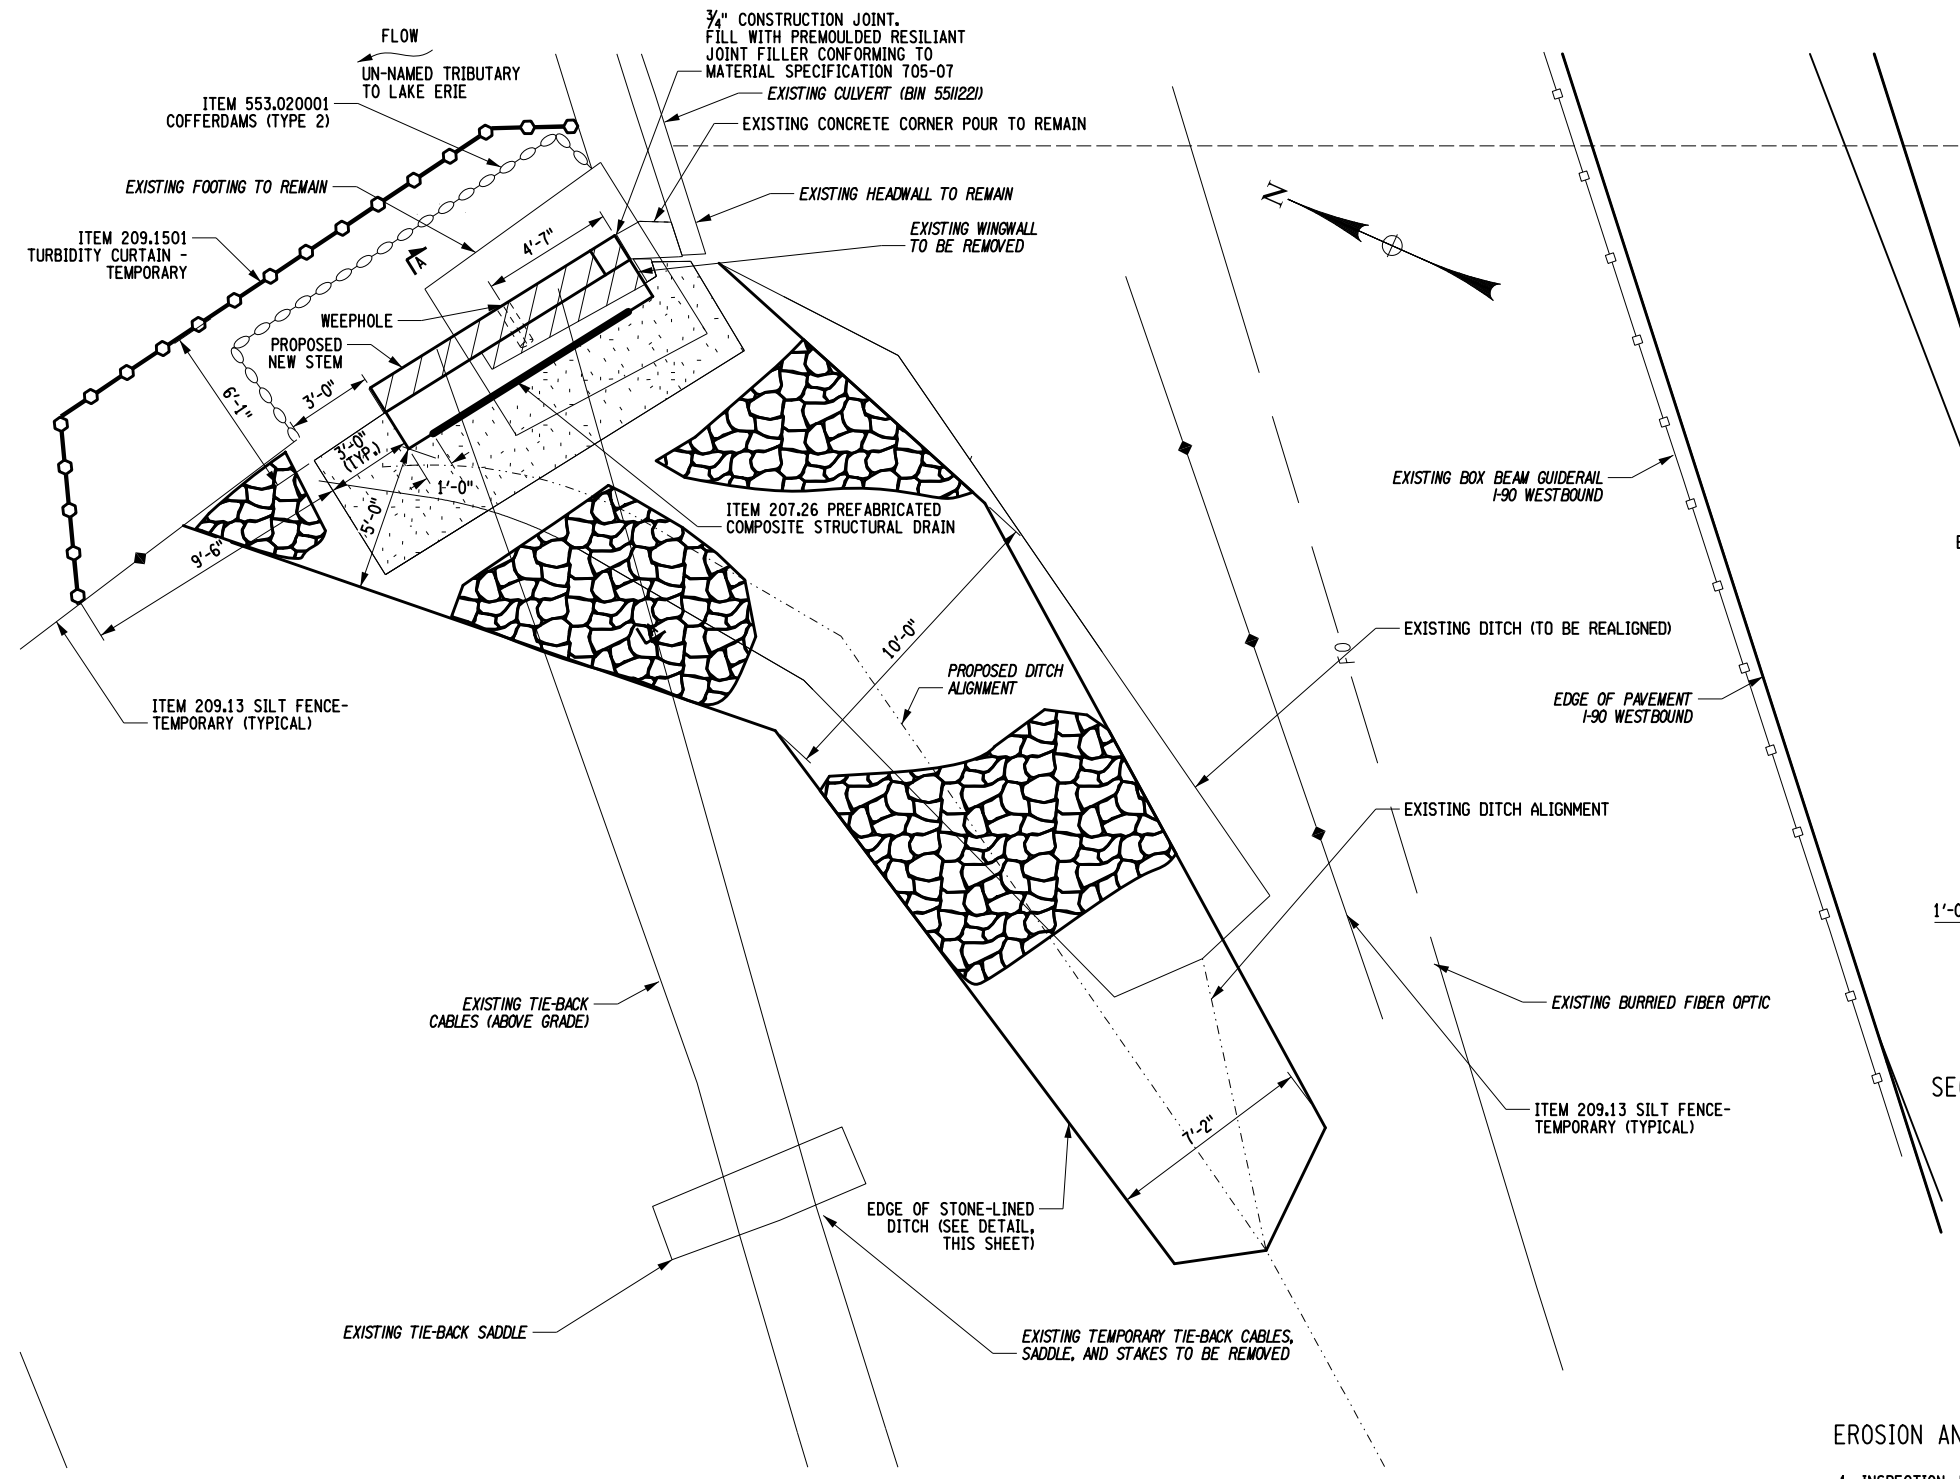 ¾" CONSTRUCTION JOINT.
FILL WITH PREMOULDED RESILIANT
JOINT FILLER CONFORMING TO
MATERIAL SPECIFICATION 705-07
FLOW
UN-NAMED TRIBUTARY
TO LAKE ERIE
EXISTING CULVERT (BIN 5511221)
ITEM 553.020001
COFFERDAMS (TYPE 2)
EXISTING CONCRETE CORNER POUR TO REMAIN
EXISTING FOOTING TO REMAIN
EXISTING HEADWALL TO REMAIN
N
EXISTING WINGWALL
TO BE REMOVED
ITEM 209.1501
TURBIDITY CURTAIN -
TEMPORARY
4'-7"
A
WEEPHOLE
PROPOSED
NEW STEM
6'-1"
3'-0"
3'-0"
(TYP.)
1'-0"
5'-0"
9'-6"
ITEM 207.26 PREFABRICATED
COMPOSITE STRUCTURAL DRAIN
EXISTING BOX BEAM GUIDERAIL
I-90 WESTBOUND
E
10'-0"
EXISTING DITCH (TO BE REALIGNED)
FO
PROPOSED DITCH
ALIGNMENT
A
EDGE OF PAVEMENT
I-90 WESTBOUND
ITEM 209.13 SILT FENCE-
TEMPORARY (TYPICAL)
EXISTING DITCH ALIGNMENT
1'-0
EXISTING TIE-BACK
CABLES (ABOVE GRADE)
EXISTING BURRIED FIBER OPTIC
SE
ITEM 209.13 SILT FENCE-
TEMPORARY (TYPICAL)
7'-2"
EDGE OF STONE-LINED
DITCH (SEE DETAIL,
THIS SHEET)
EXISTING TIE-BACK SADDLE
EXISTING TEMPORARY TIE-BACK CABLES,
SADDLE, AND STAKES TO BE REMOVED
EROSION AN
INSPECTION